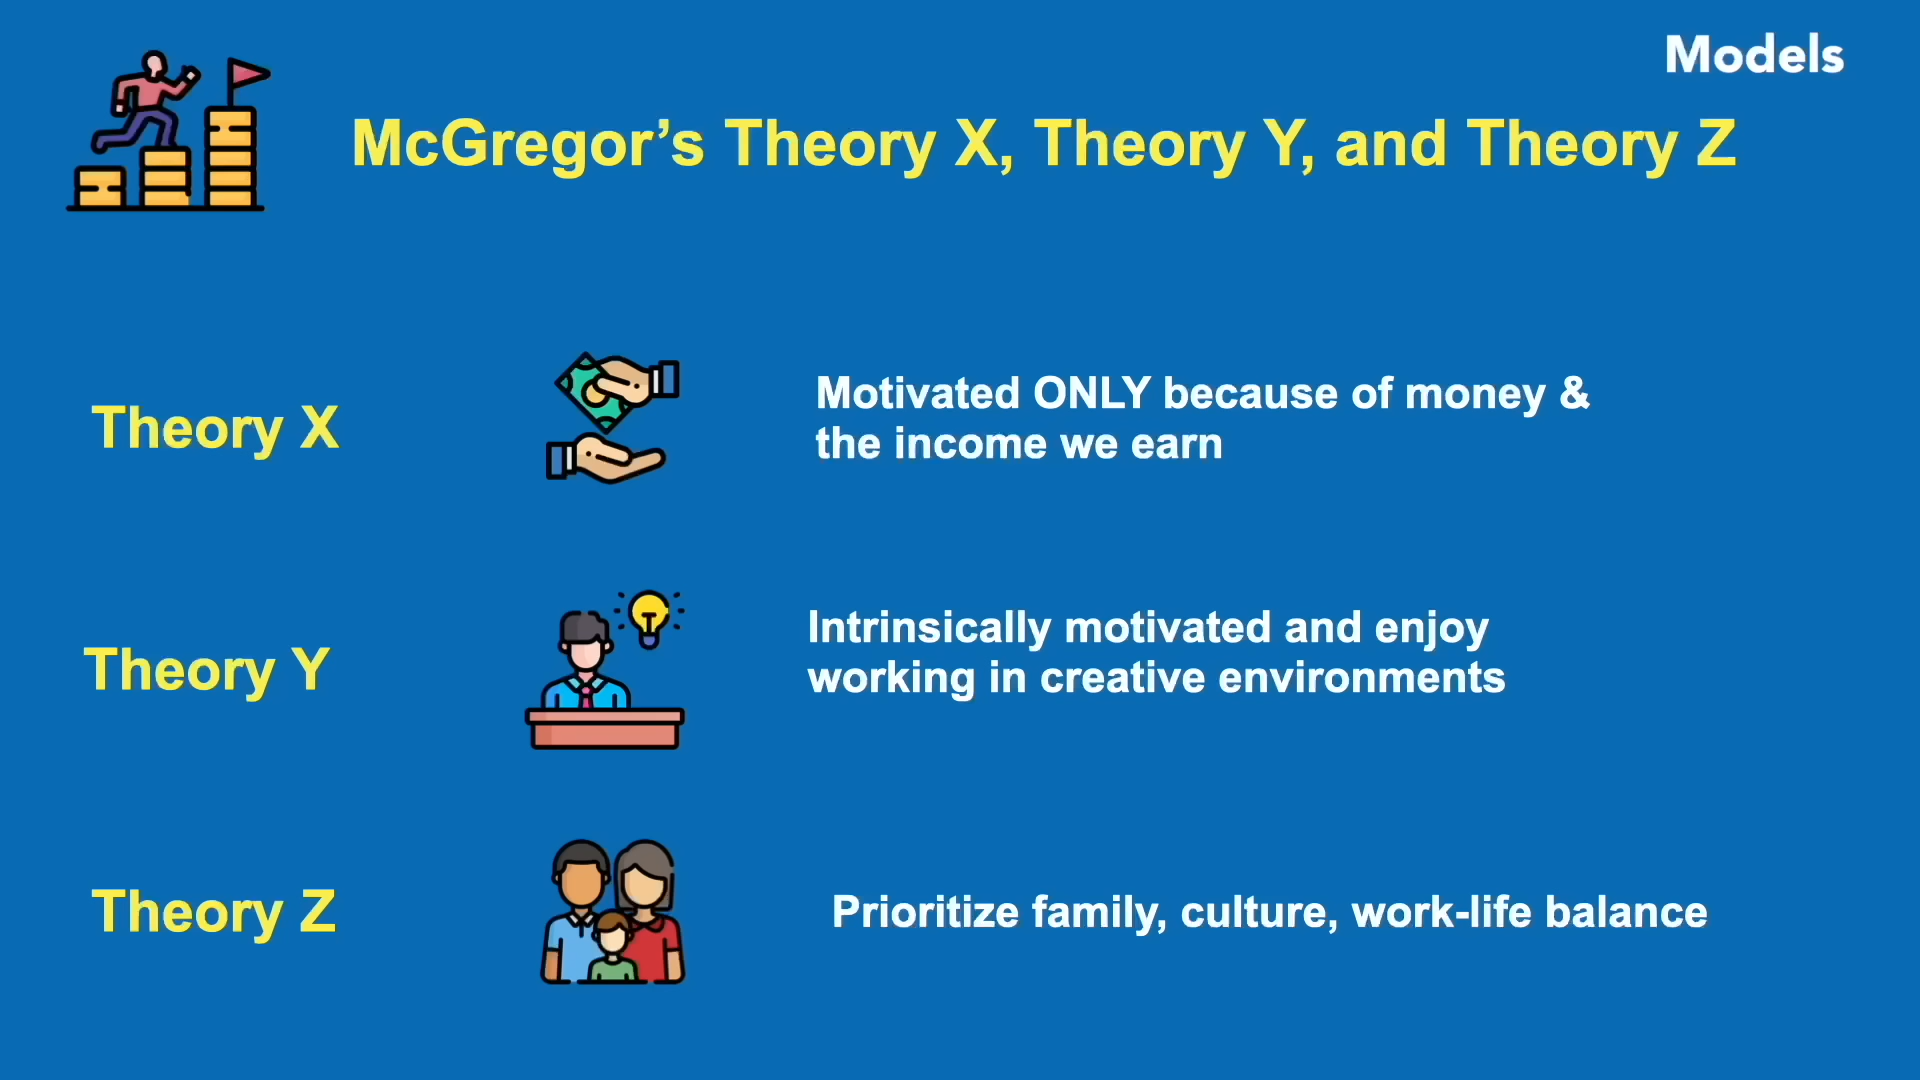 Models
McGregor’s Theory X, Theory Y, and Theory Z
Theory X
Motivated ONLY because of money &
the income we earn
Theory Y
Intrinsically motivated and enjoy
working in creative environments
Theory Z
Prioritize family, culture, work-life balance